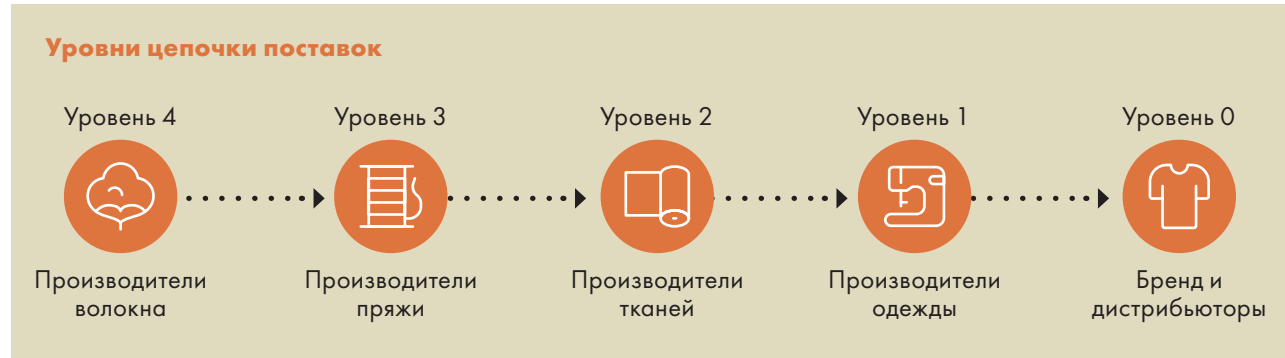 Уровни цепочки поставок
Уровень 4
Уровень 3
Уровень 2
Уровень 1
Уровень 0
Производители
волокна
Производители
пряжи
Производители
тканей
Производители
одежды
Бренд и
дистрибьюторы